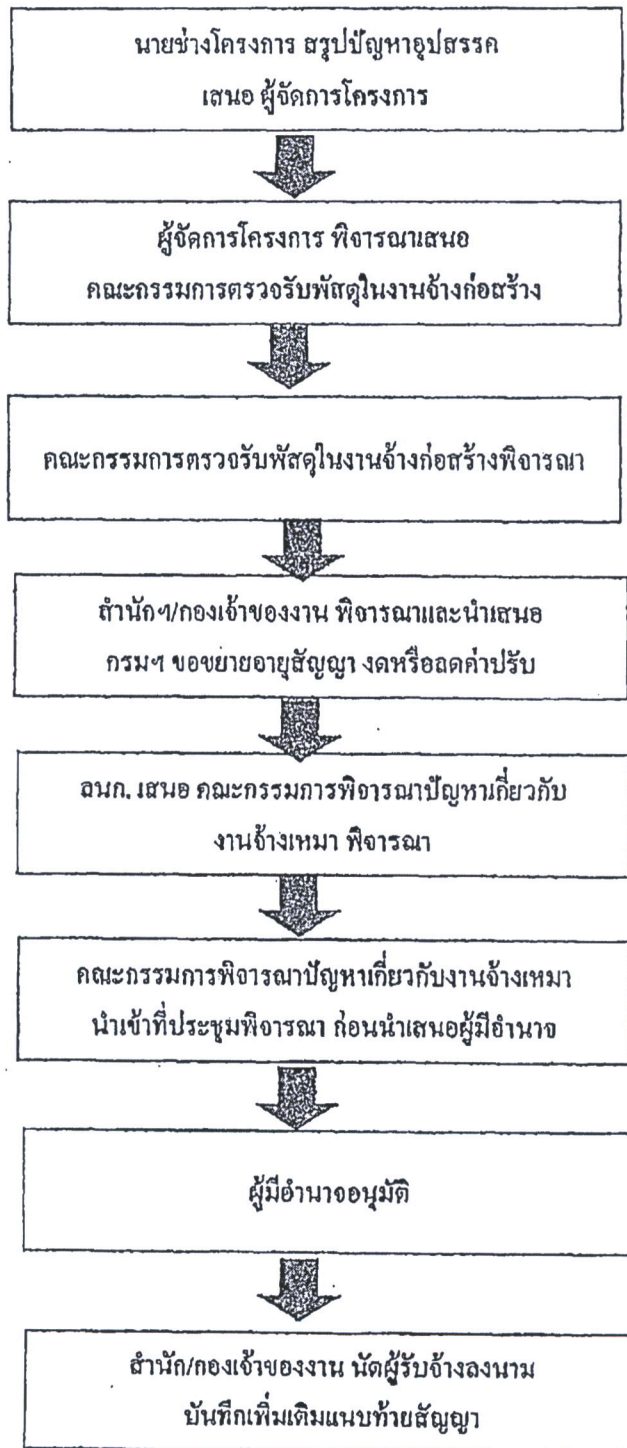 นายช่างโครงการ สรุปปัญหาอุปสรรค
เสนอ ผู้จัดการโครงการ
ผู้จัดการโครงการ พิจารณาเสนอ
คณะกรรมการตรวจรับพัสดุในงานจ้างก่อสร้าง
คณะกรรมการตรวจรับพัสดุในงานจ้างก่อสร้างพิจารณา
สำนักฯ/กองเจ้าของงาน พิจารณาและนำเสนอ
กรมฯ ขอขยายอายุสัญญา งดหรือลดค่าปรับ
ลนก. เสนอ คณะกรรมการพิจารณาปัญหาเกี่ยวกับ
งานจ้างเหมา พิจารณา
คณะกรรมการพิจารณาปัญหาเกี่ยวกับงานจ้างเหมา
นำเข้าที่ประชุมพิจารณา ก่อนนำเสนอผู้มีอำนาจ
ผู้มีอำนาจอนุมัติ
สำนัก/กองเจ้าของงาน นัดผู้รับจ้างลงนาม
บันทึกเพิ่มเติมแนบท้ายสัญญา